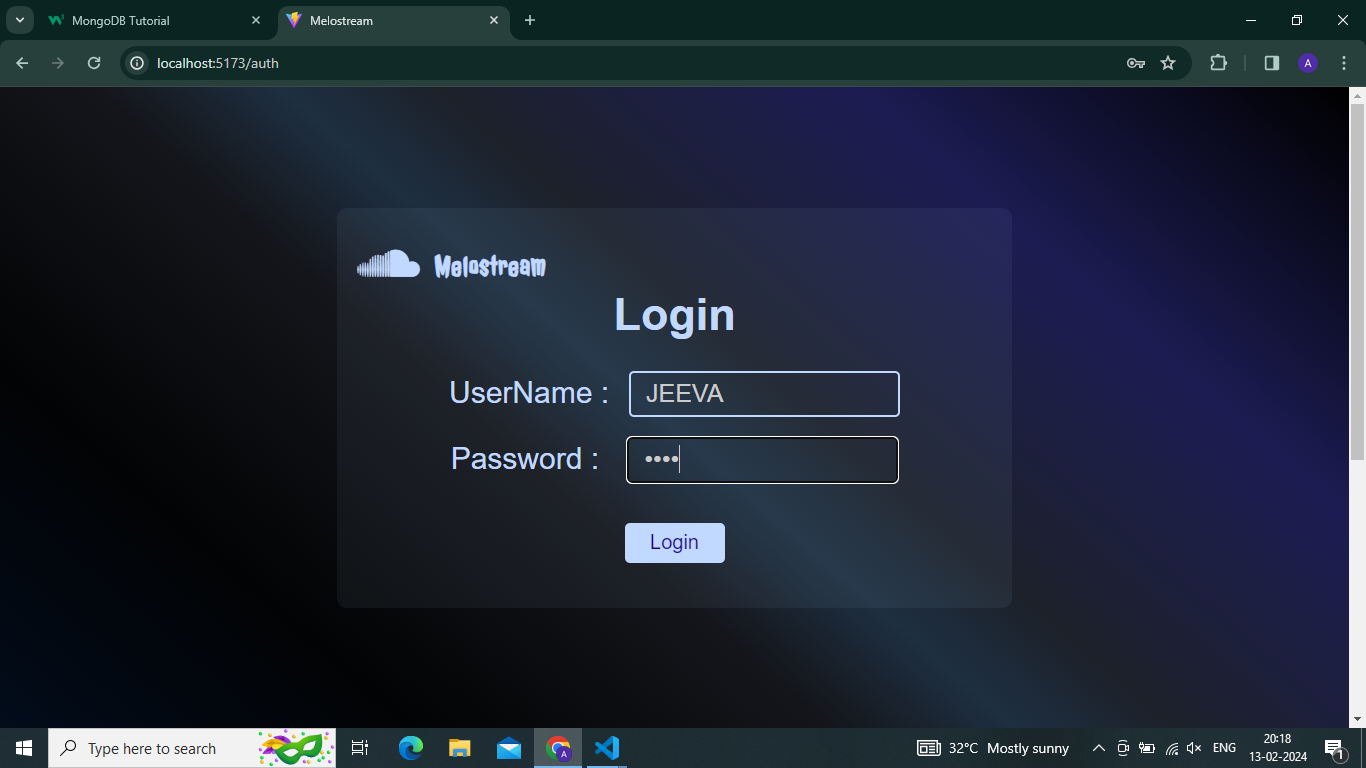 MongoDB Tutorial
Melostream
localhost:5173/auth
A
Melostream
Login
UserName : JEEVA
Password : ••••
Login
Type here to search
A
32°C Mostly sunny
ENG
20:18
13-02-2024
1